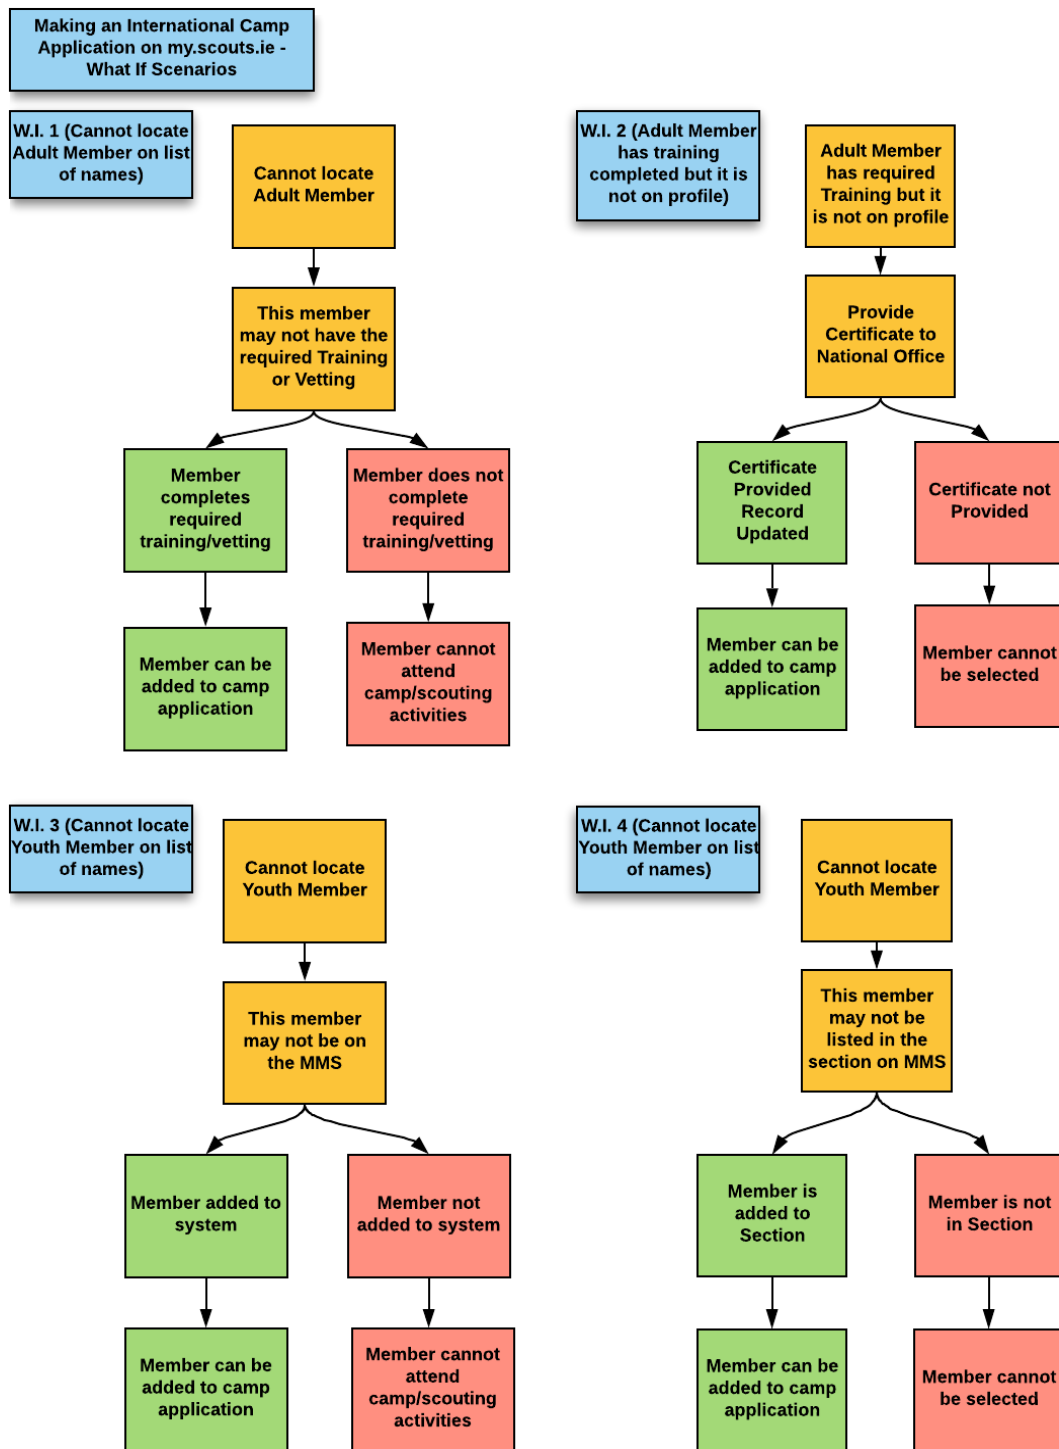 Making an International Camp
Application on my.scouts.ie -
What If Scenarios
W.I. 1 (Cannot locate
Adult Member on list
of names)
Cannot locate
Adult Member
This member
may not have the
required Training
or Vetting
Member
completes
required
training/vetting
Member does not
complete
required
training/vetting
Member can be
added to camp
application
Member cannot
attend
camp/scouting
activities
W.I. 2 (Adult Member
has training
completed but it is
not on profile)
Adult Member
has required
Training but it
is not on profile
Provide
Certificate to
National Office
Certificate
Provided
Record
Updated
Certificate not
Provided
Member can be
added to camp
application
Member cannot
be selected
W.I. 3 (Cannot locate
Youth Member on list
of names)
Cannot locate
Youth Member
This member
may not be on
the MMS
Member added to
system
Member not
added to system
Member can be
added to camp
application
Member cannot
attend
camp/scouting
activities
W.I. 4 (Cannot locate
Youth Member on list
of names)
Cannot locate
Youth Member
This member
may not be
listed in the
section on MMS
Member is
added to
Section
Member is not
in Section
Member can be
added to camp
application
Member cannot
be selected